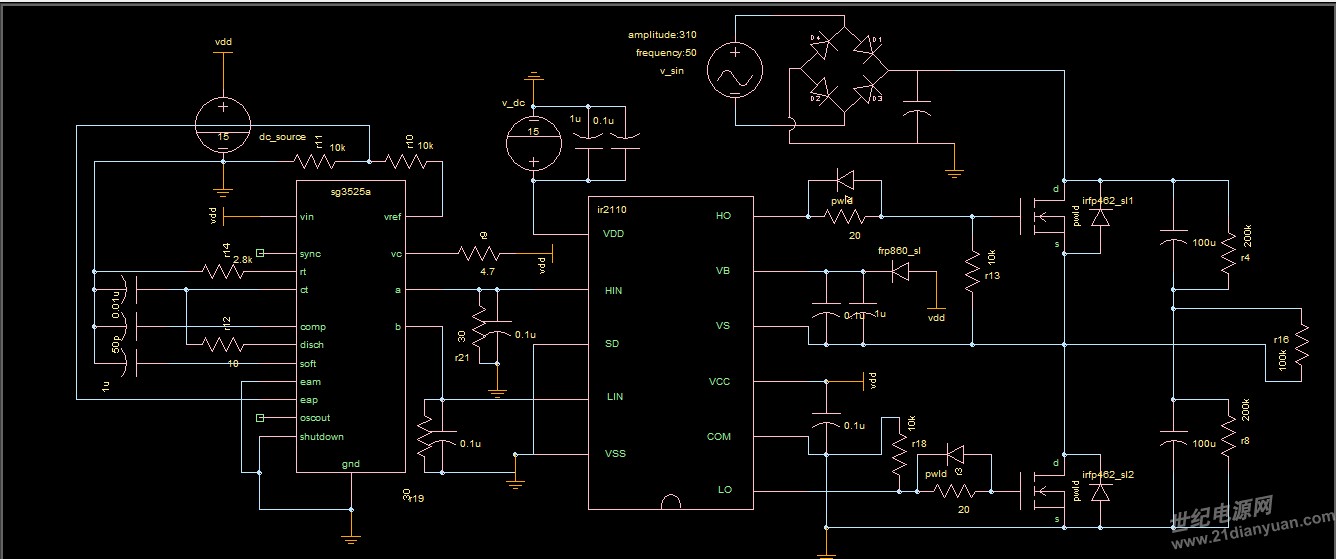 vdd
15
dc_source
r11
10k
r10
10k
sg3525a
vdd
vin
vref
sync
vc
r14
2.8k
rt
r9
4.7
vdd
ct
a
0.01u
comp
b
50p
r12
10
disch
soft
1u
eam
eap
oscout
shutdown
gnd
30
r21
0.1u
0.1u
30
r19
v_dc
15
1u
0.1u
amplitude:310
frequency:50
v_sin
D4
D1
D2
D3
ir2110
VDD
HIN
SD
LIN
VSS
HO
VB
VS
VCC
COM
LO
pwld
20
frp860_sl
0.1u
1u
vdd
10k
r13
vdd
0.1u
10k
r18
pwld
r3
20
d
irfp462_sl1
pwld
s
d
irfp462_sl2
pwld
s
100u
200k
r4
r16
100k
100u
200k
r8
世纪电源网
www.21dianyuan.com